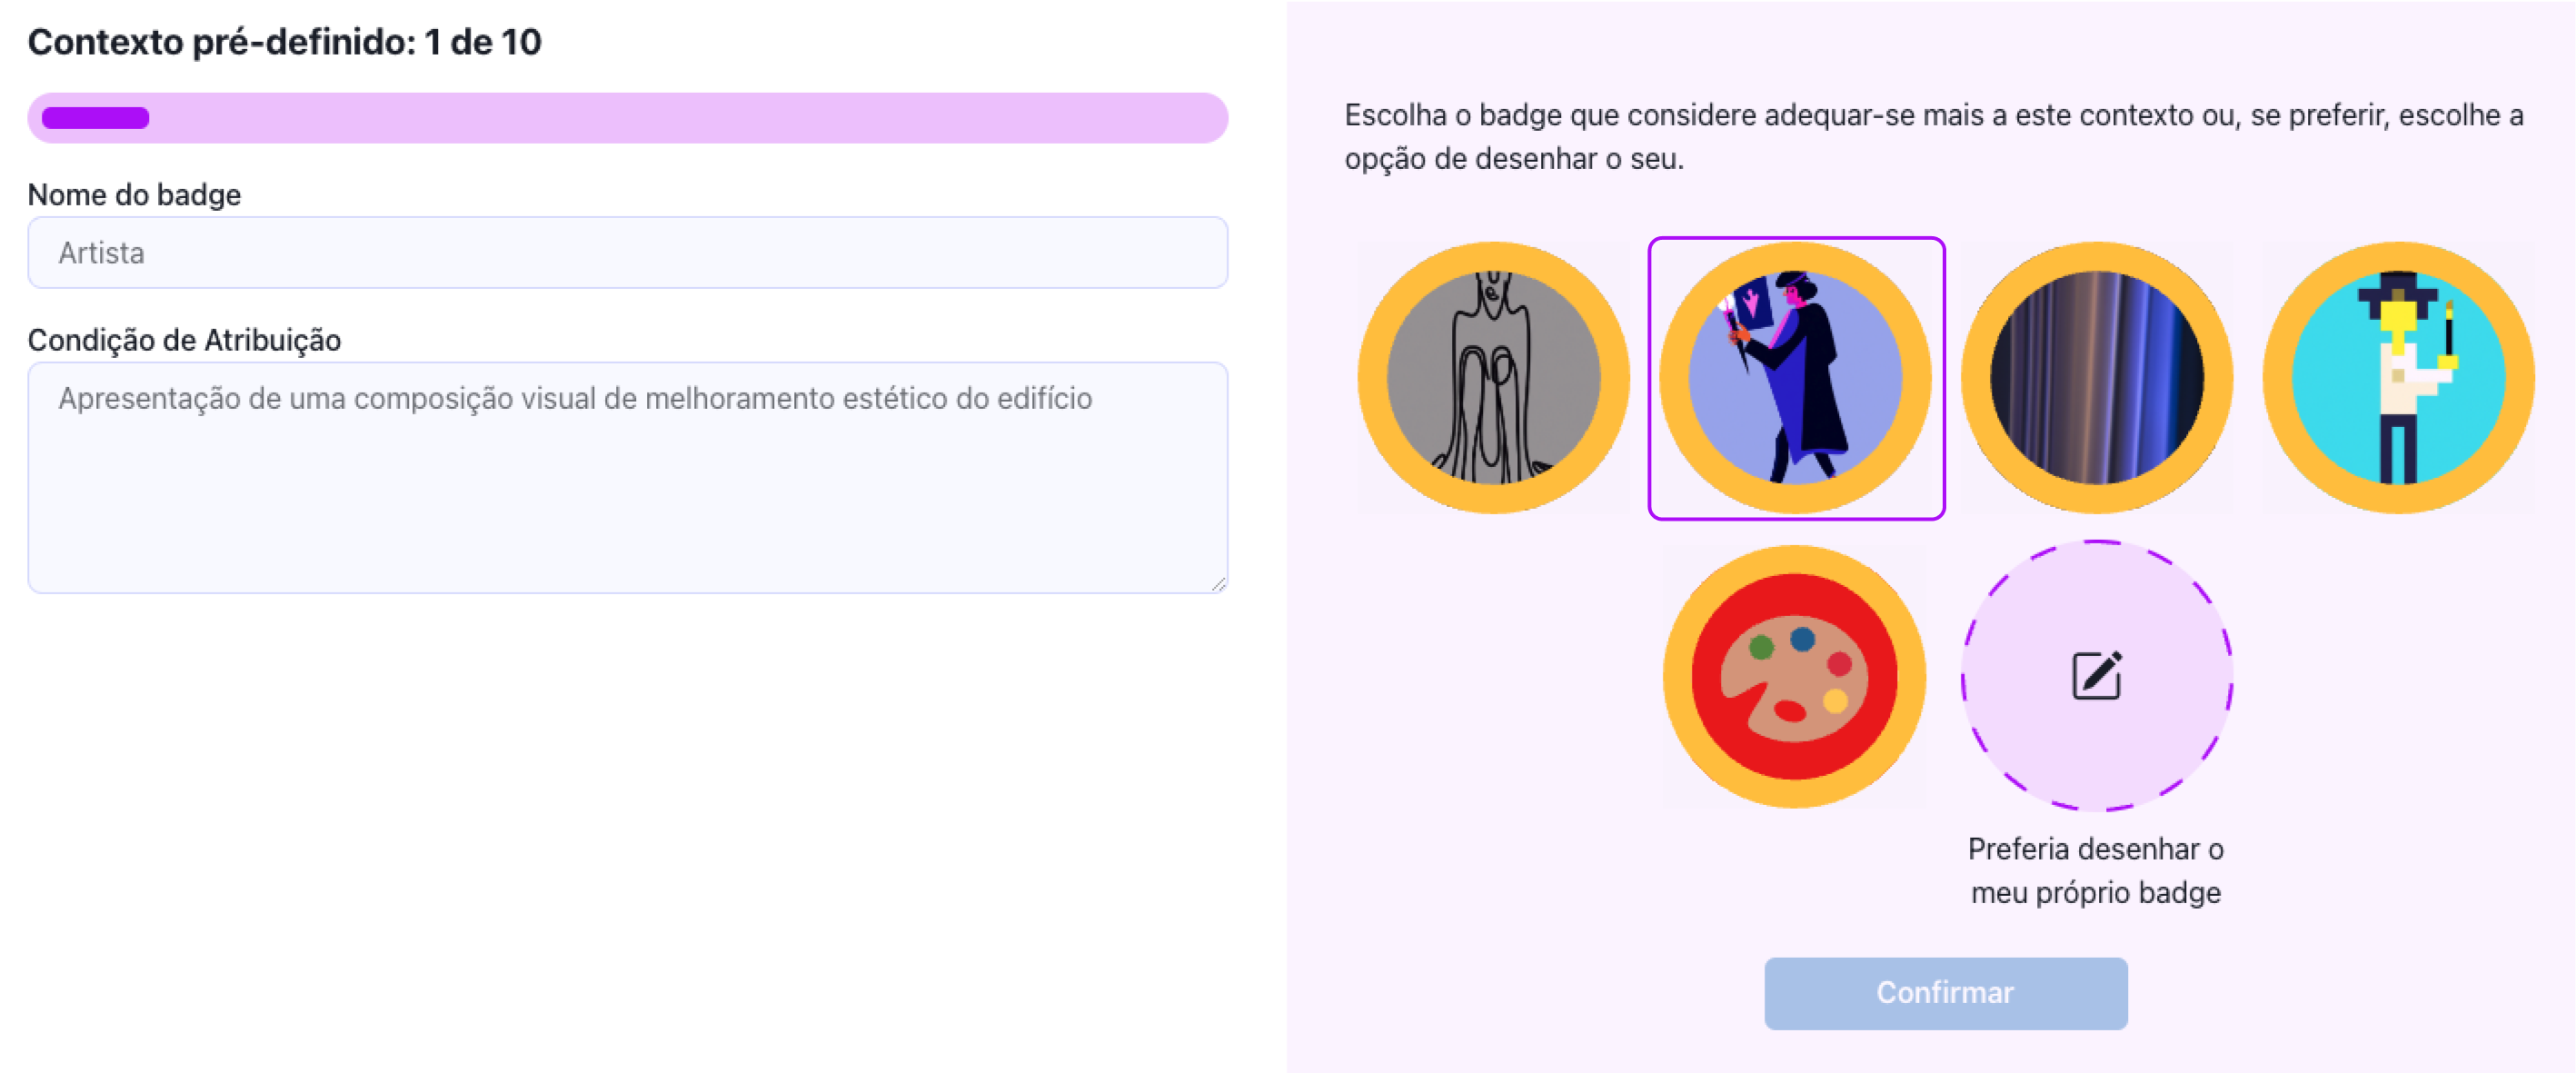 Contexto pré-definido: 1 de 10
Nome do badge
Artista
Condição de Atribuição
Apresentação de uma composição visual de melhoramento estético do edifício
Escolha o badge que considere adequar-se mais a este contexto ou, se preferir, escolhe a
opção de desenhar o seu.
Preferia desenhar o
meu próprio badge
Confirmar